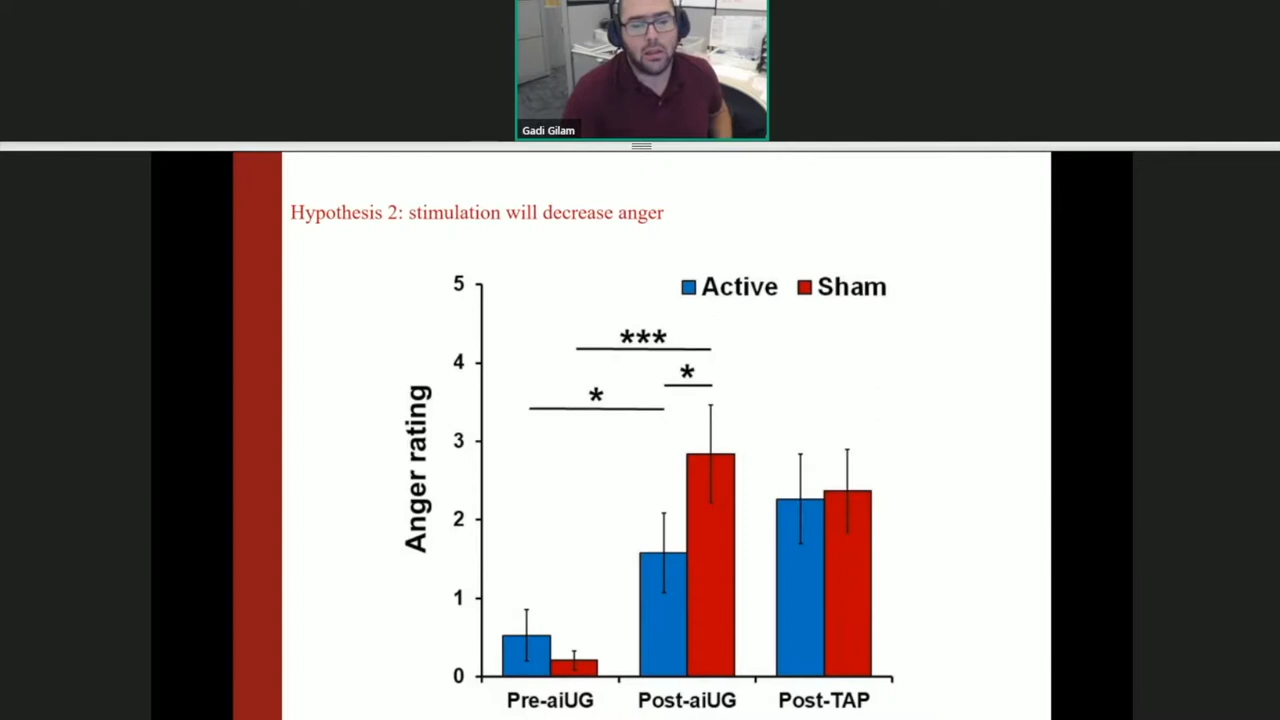 Gadi Gilam
Hypothesis 2: stimulation will decrease anger
Active Sham
5
4
3
2
1
0
Anger rating
***
*
*
Pre-aiUG Post-aiUG Post-TAP